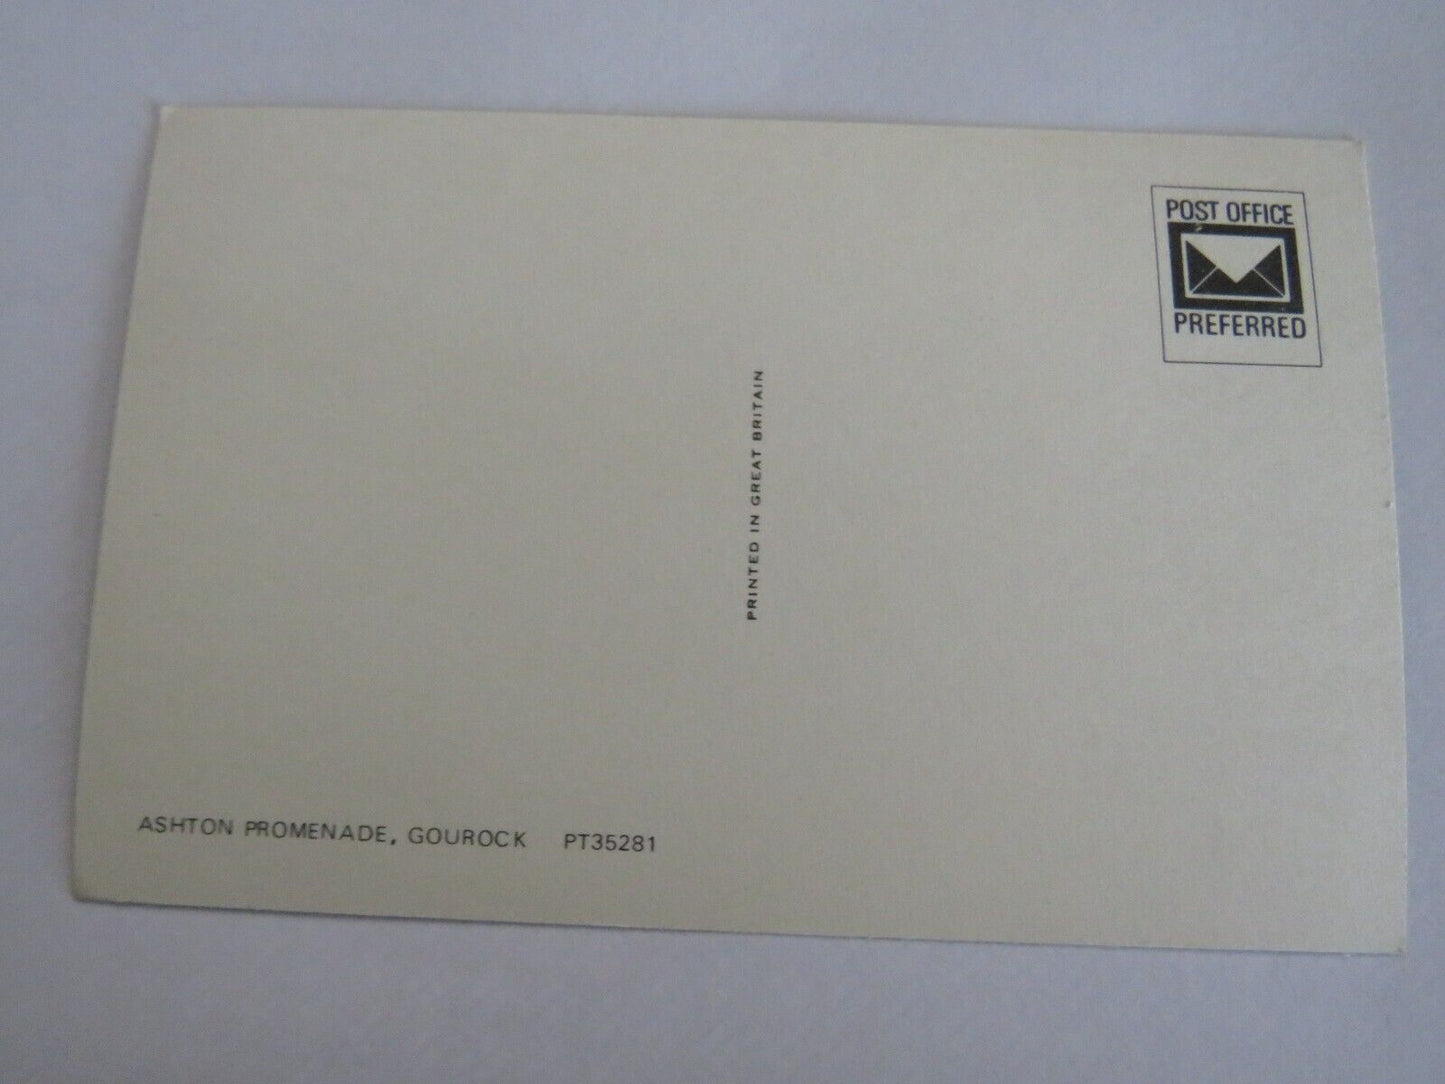 POST OFFICE
PREFERRED
PRINTED IN GREAT BRITAIN
ASHTON PROMENADE, GOUROCK PT35281